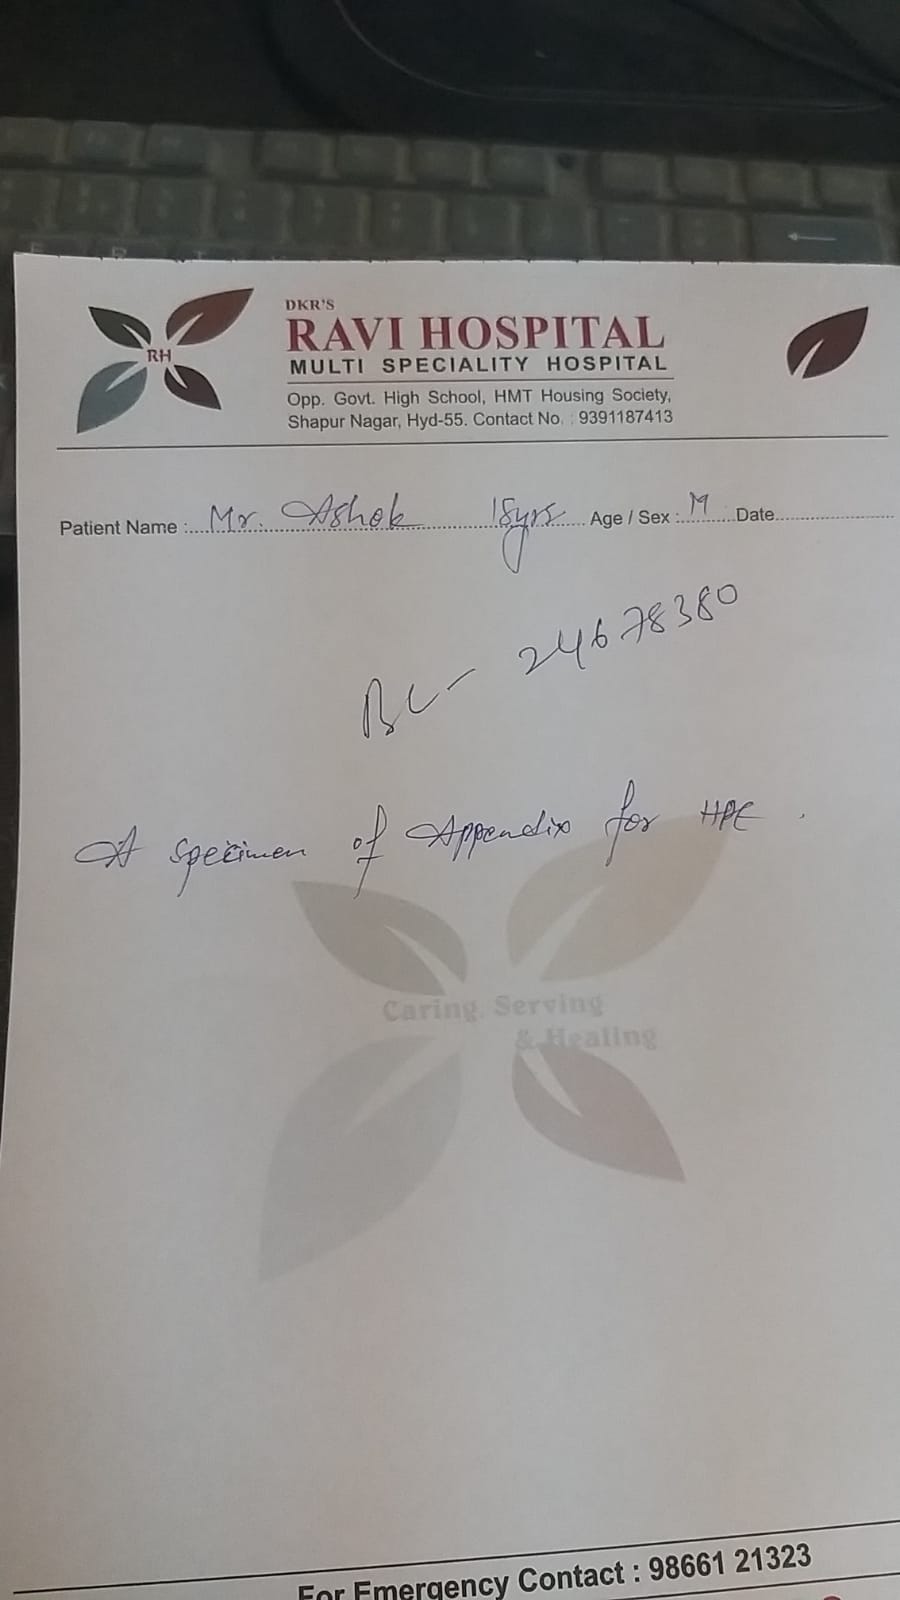 DKR'S
RH
RAVI HOSPITAL
MULTI SPECIALITY HOSPITAL
Opp. Govt. High School, HMT Housing Society,
Shapur Nagar, Hyd-55. Contact No. : 9391187413
Patient Name : Mr. Ashok 18yrs Age / Sex : M Date
BC - 24678380
A specimen of Appendix for HPE.
Caring, Serving
& Healing
For Emergency Contact : 98661 21323